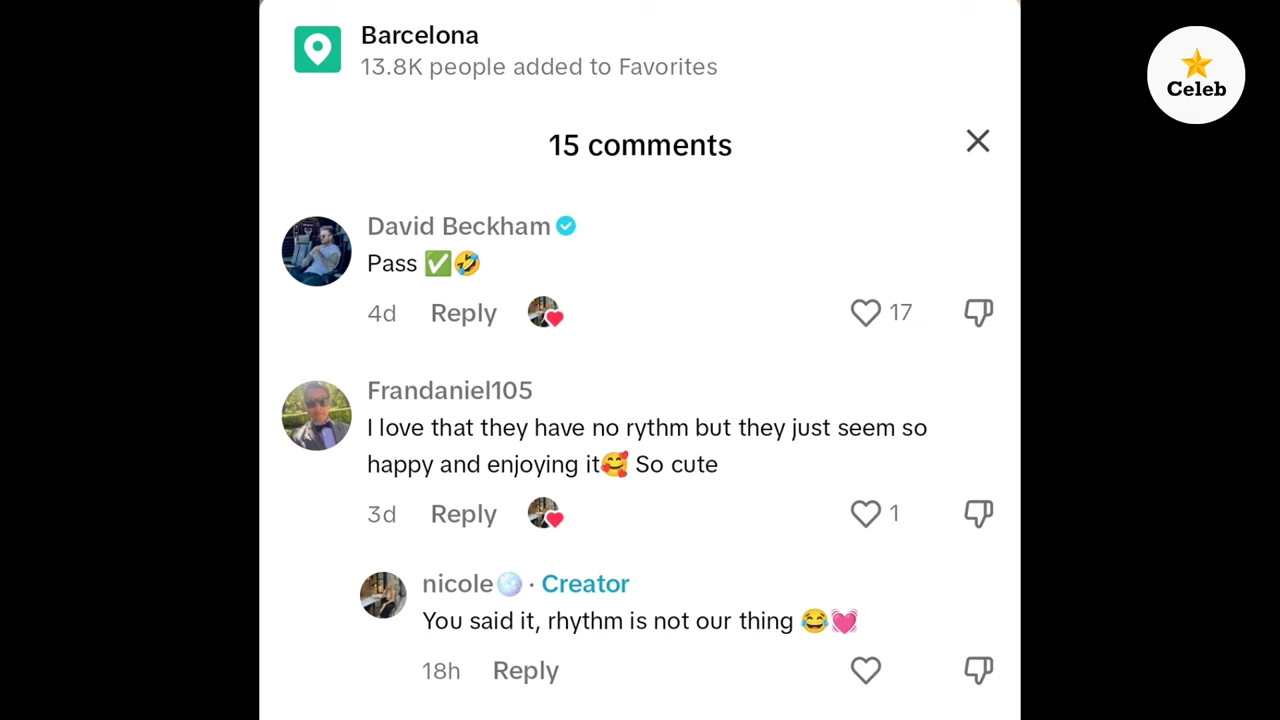 Barcelona
13.8K people added to Favorites
Celeb
15 comments
David Beckham
Pass ✅🤣
4d Reply 17
Frandaniel105
I love that they have no rythm but they just seem so
happy and enjoying it🥰 So cute
3d Reply 1
nicole🪩 · Creator
You said it, rhythm is not our thing 😂💓
18h Reply